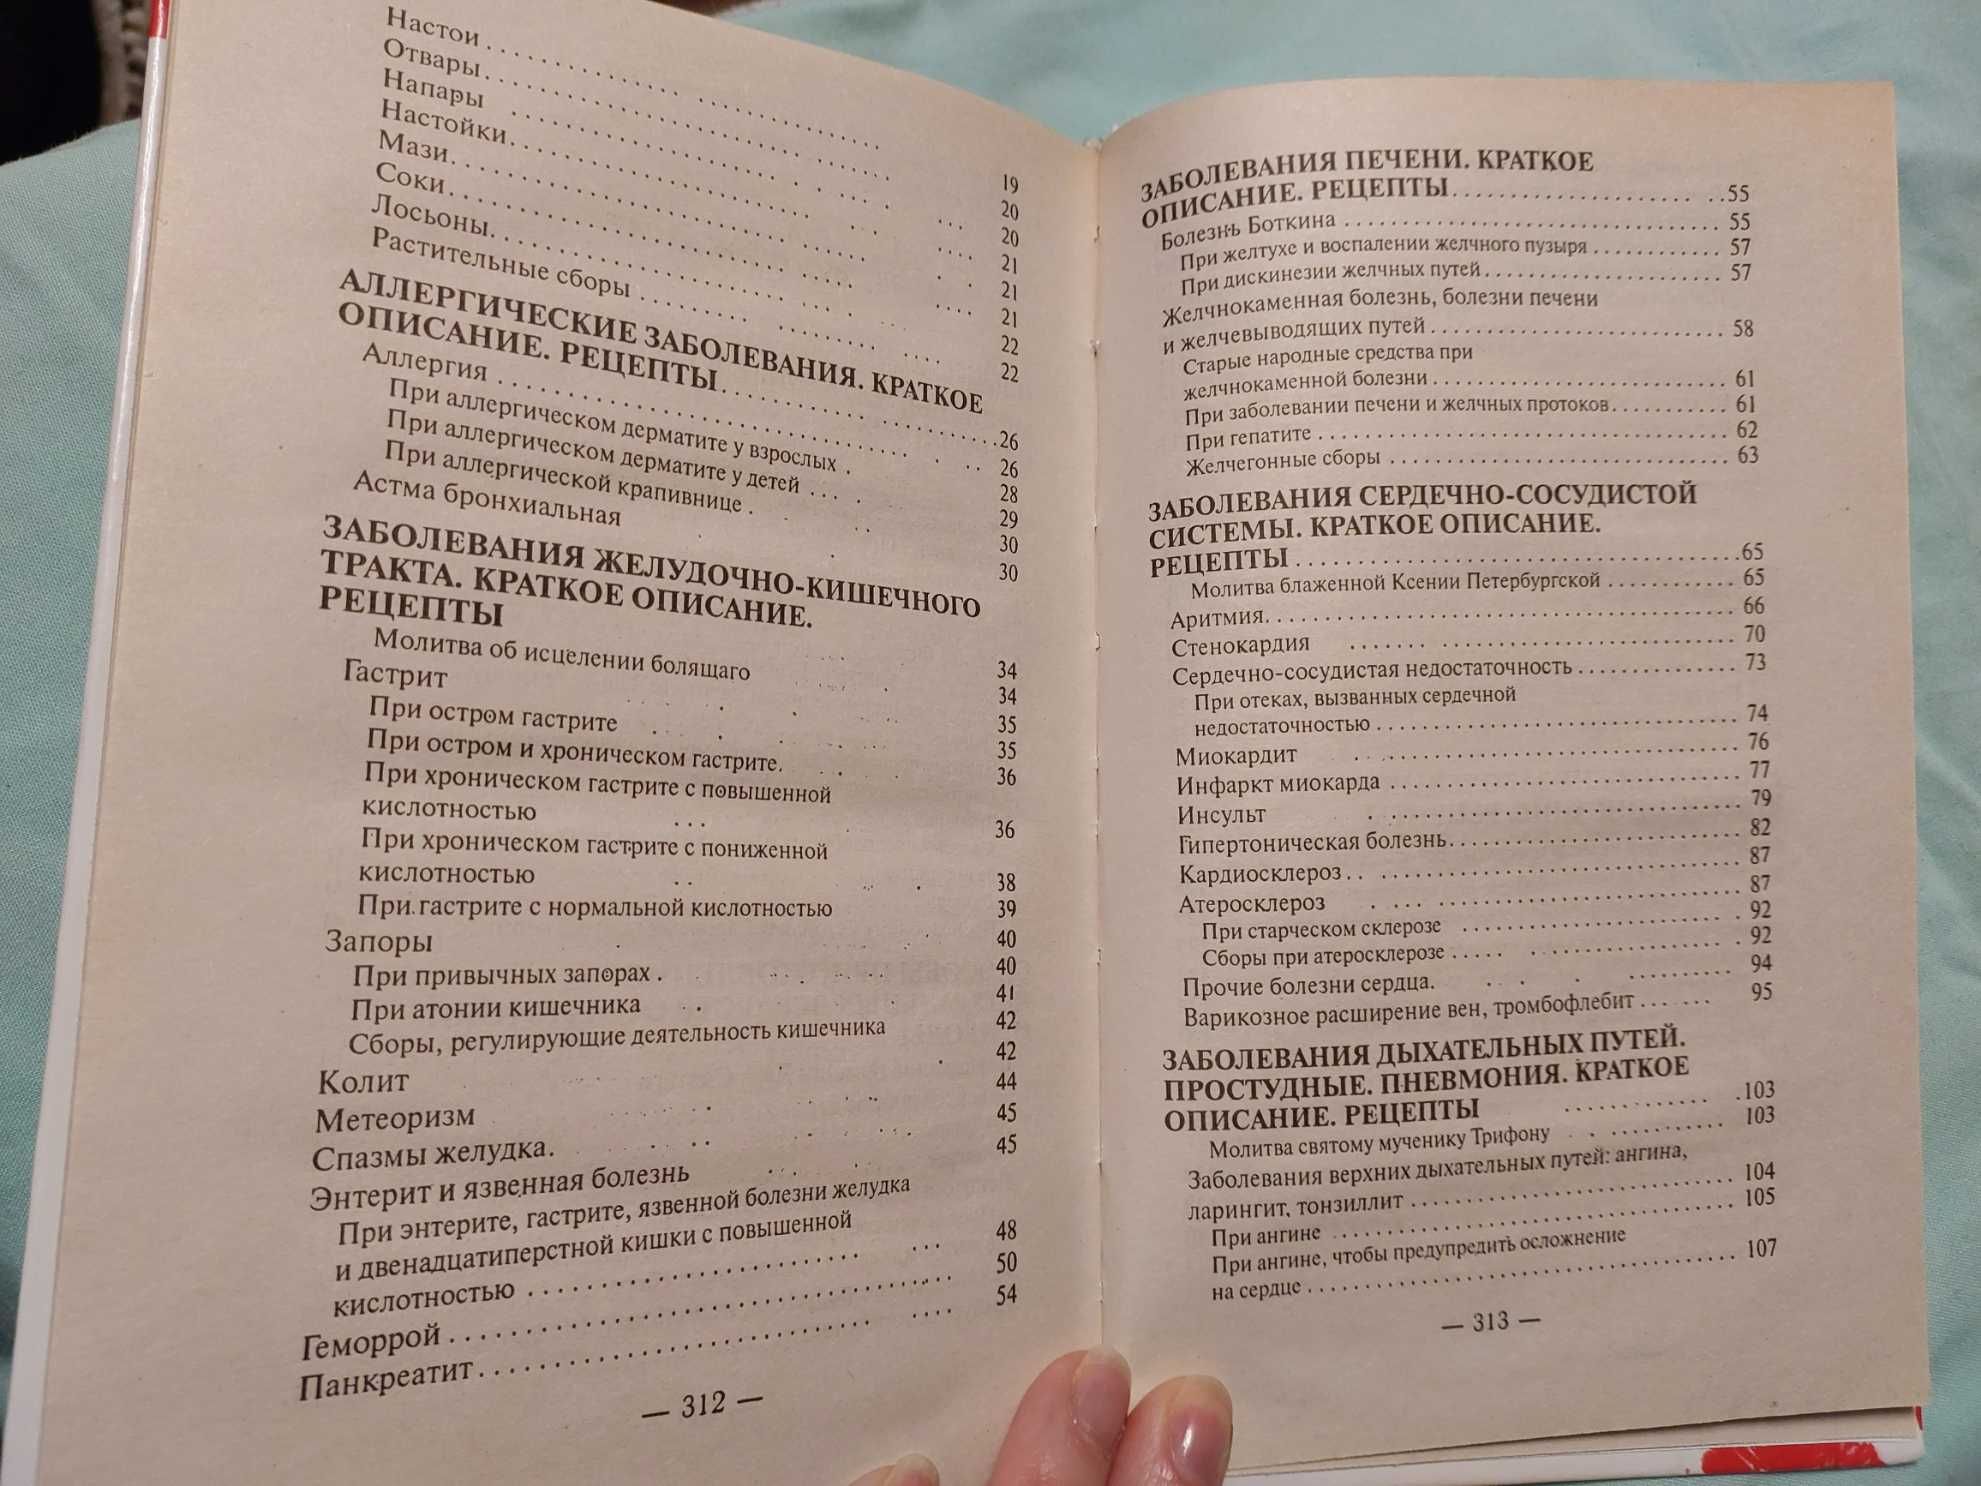 Настои . . . . . 19
Отвары . . . . . 20
Напары . . . . . 20
Настойки . . . . . 21
Мази . . . . . 21
Соки . . . . . 21
Лосьоны . . . . . 22
Растительные сборы . . . . . 22
АЛЛЕРГИЧЕСКИЕ ЗАБОЛЕВАНИЯ. КРАТКОЕ
ОПИСАНИЕ. РЕЦЕПТЫ . . . . . 26
Аллергия . . . . . 26
При аллергическом дерматите у взрослых . . . . . 28
При аллергическом дерматите у детей . . . . . 29
При аллергической крапивнице . . . . . 30
Астма бронхиальная . . . . . 30
ЗАБОЛЕВАНИЯ ЖЕЛУДОЧНО-КИШЕЧНОГО
ТРАКТА. КРАТКОЕ ОПИСАНИЕ.
РЕЦЕПТЫ . . . . . 34
Молитва об исцелении болящаго . . . . . 34
Гастрит . . . . . 35
При остром гастрите . . . . . 35
При остром и хроническом гастрите . . . . . 36
При хроническом гастрите с повышенной
кислотностью . . . . . 36
При хроническом гастрите с пониженной
кислотностью . . . . . 38
При гастрите с нормальной кислотностью 39
Запоры . . . . . 40
При привычных запорах . . . . . 40
При атонии кишечника . . . . . 41
Сборы, регулирующие деятельность кишечника 42
Колит . . . . . 42
Метеоризм . . . . . 44
Спазмы желудка . . . . . 45
Энтерит и язвенная болезнь . . . . . 45
При энтерите, гастрите, язвенной болезни желудка
и двенадцатиперстной кишки с повышенной
кислотностью . . . . . 48
Геморрой . . . . . 50
Панкреатит . . . . . 54
— 312 —
ЗАБОЛЕВАНИЯ ПЕЧЕНИ. КРАТКОЕ
ОПИСАНИЕ. РЕЦЕПТЫ . . . . . 55
Болезнь Боткина . . . . . 55
При желтухе и воспалении желчного пузыря . . . . . 57
При дискинезии желчных путей . . . . . 57
Желчнокаменная болезнь, болезни печени
и желчевыводящих путей . . . . . 58
Старые народные средства при
желчнокаменной болезни . . . . . 61
При заболевании печени и желчных протоков . . . . . 61
При гепатите . . . . . 62
Желчегонные сборы . . . . . 63
ЗАБОЛЕВАНИЯ СЕРДЕЧНО-СОСУДИСТОЙ
СИСТЕМЫ. КРАТКОЕ ОПИСАНИЕ.
РЕЦЕПТЫ . . . . . 65
Молитва блаженной Ксении Петербургской . . . . . 65
Аритмия . . . . . 66
Стенокардия . . . . . 70
Сердечно-сосудистая недостаточность . . . . . 73
При отеках, вызванных сердечной
недостаточностью . . . . . 74
Миокардит . . . . . 76
Инфаркт миокарда . . . . . 77
Инсульт . . . . . 79
Гипертоническая болезнь . . . . . 82
Кардиосклероз . . . . . 87
Атеросклероз . . . . . 87
При старческом склерозе . . . . . 92
Сборы при атеросклерозе . . . . . 92
Прочие болезни сердца . . . . . 94
Варикозное расширение вен, тромбофлебит . . . . . 95
ЗАБОЛЕВАНИЯ ДЫХАТЕЛЬНЫХ ПУТЕЙ.
ПРОСТУДНЫЕ. ПНЕВМОНИЯ. КРАТКОЕ
ОПИСАНИЕ. РЕЦЕПТЫ . . . . . 103
Молитва святому мученику Трифону . . . . . 103
Заболевания верхних дыхательных путей: ангина,
ларингит, тонзиллит . . . . . 104
При ангине . . . . . 105
При ангине, чтобы предупредить осложнение
на сердце . . . . . 107
— 313 —